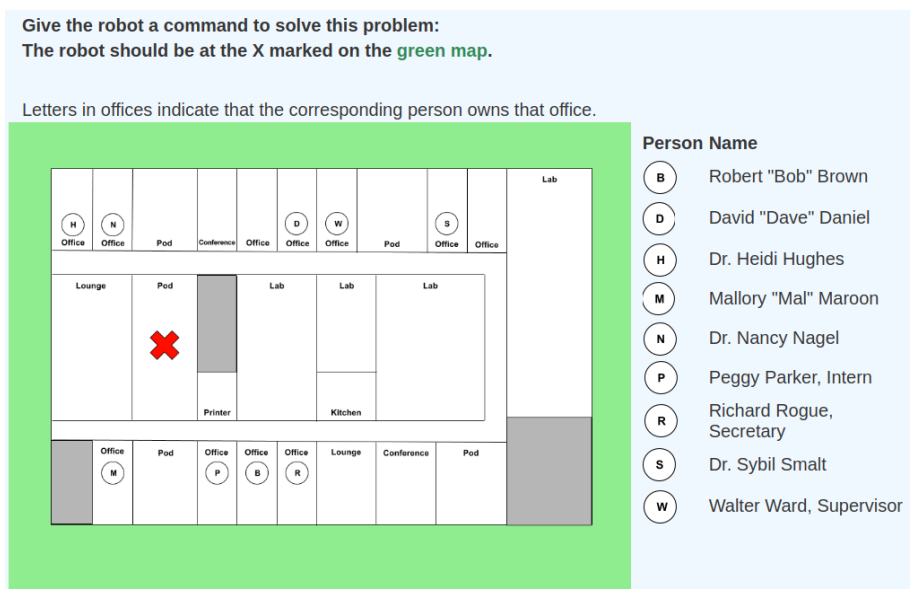 Give the robot a command to solve this problem:
The robot should be at the X marked on the green map.
Letters in offices indicate that the corresponding person owns that office.
Person Name
B Robert "Bob" Brown
D David "Dave" Daniel
H Dr. Heidi Hughes
M Mallory "Mal" Maroon
N Dr. Nancy Nagel
P Peggy Parker, Intern
R Richard Rogue,
Secretary
S Dr. Sybil Smalt
W Walter Ward, Supervisor
Lab
H N D W S
Office Office Pod Conference Office Office Office Pod Office Office
Lounge Pod Lab Lab Lab
Printer Kitchen
Office Pod Office Office Office Lounge Conference Pod
M P B R